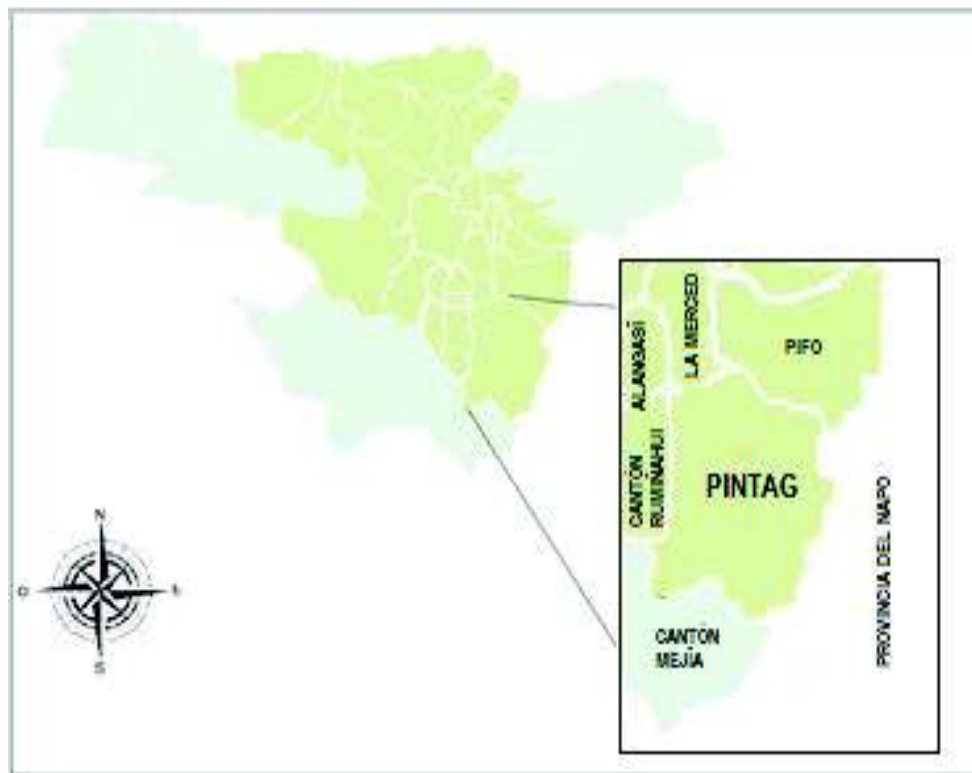 LA MERCED
PIFO
ALANGASÍ
CANTÓN
RUMIÑAHUI
PINTAG
PROVINCIA DEL NAPO
CANTÓN
MEJÍA
N
O
E
S